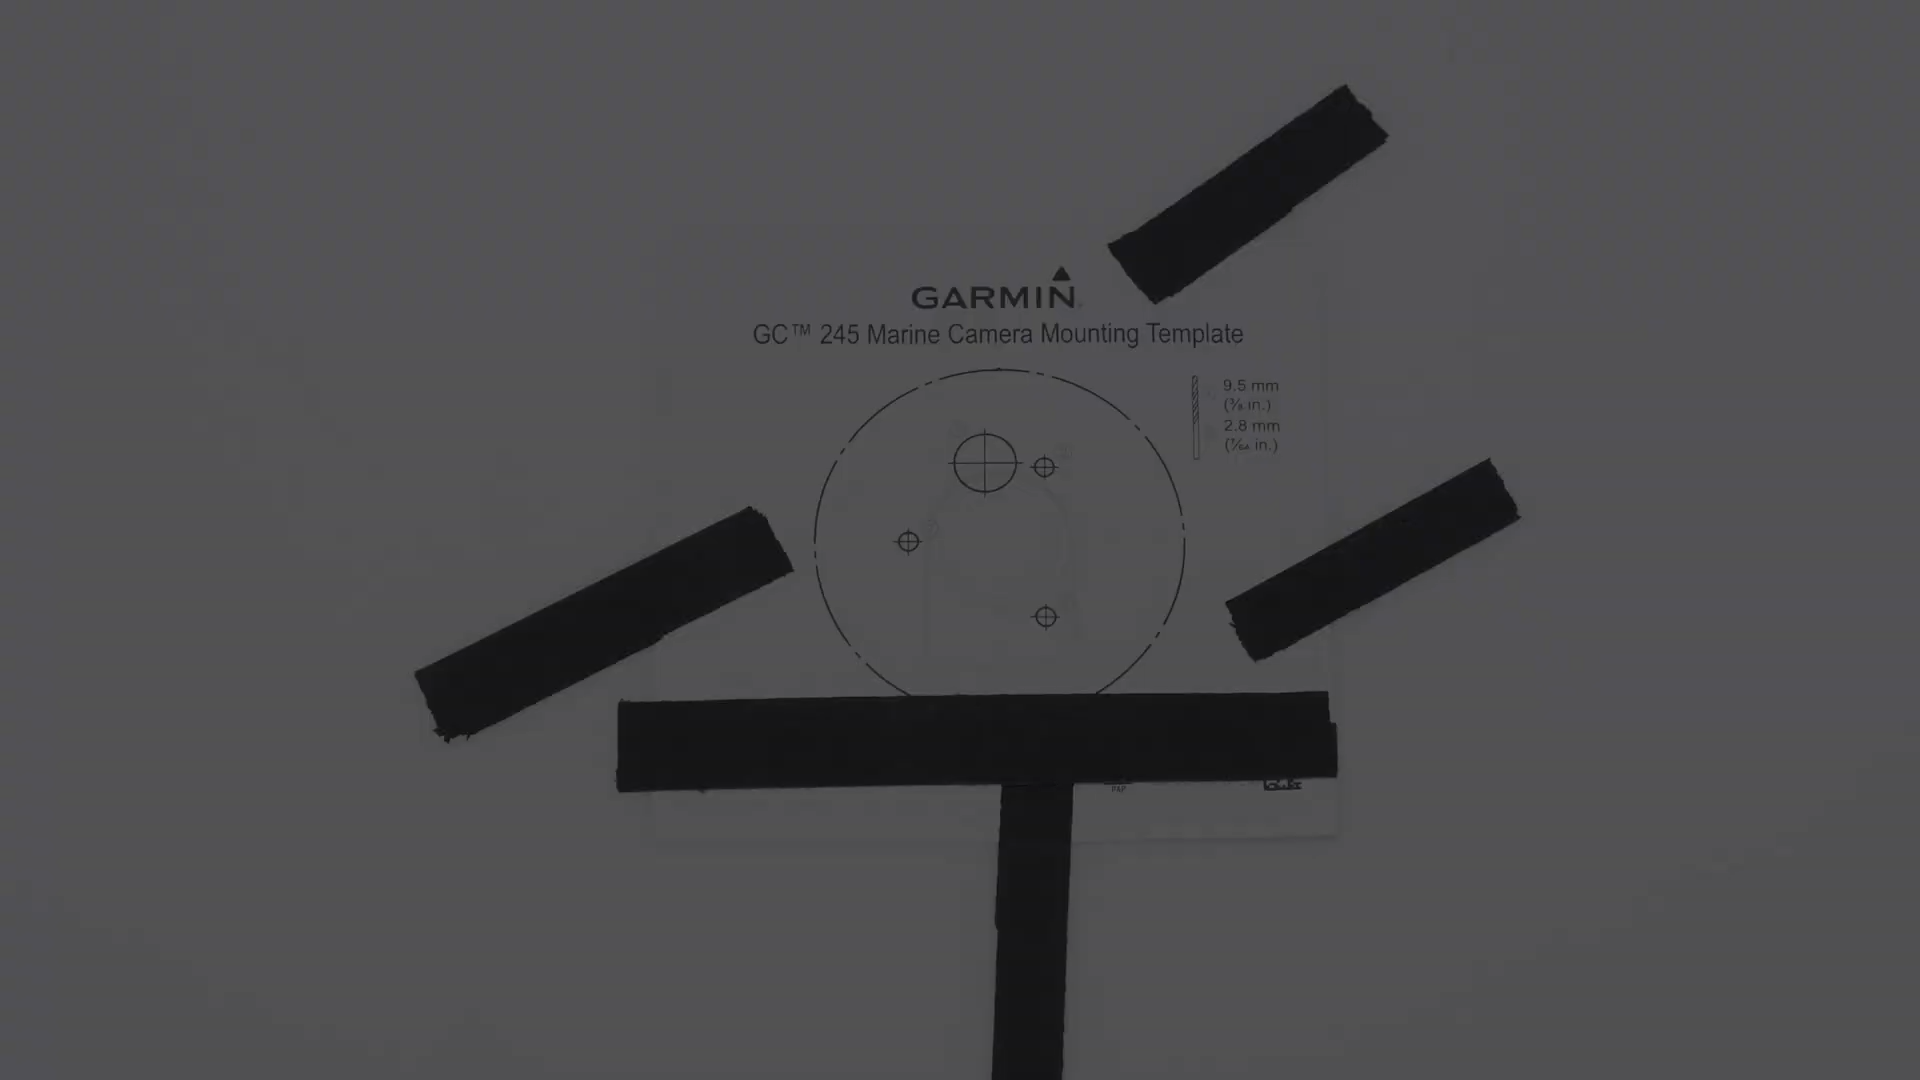 GARMIN
GC™ 245 Marine Camera Mounting Template
9.5 mm
(⅜ in.)
2.8 mm
(7⁄64 in.)
PAP